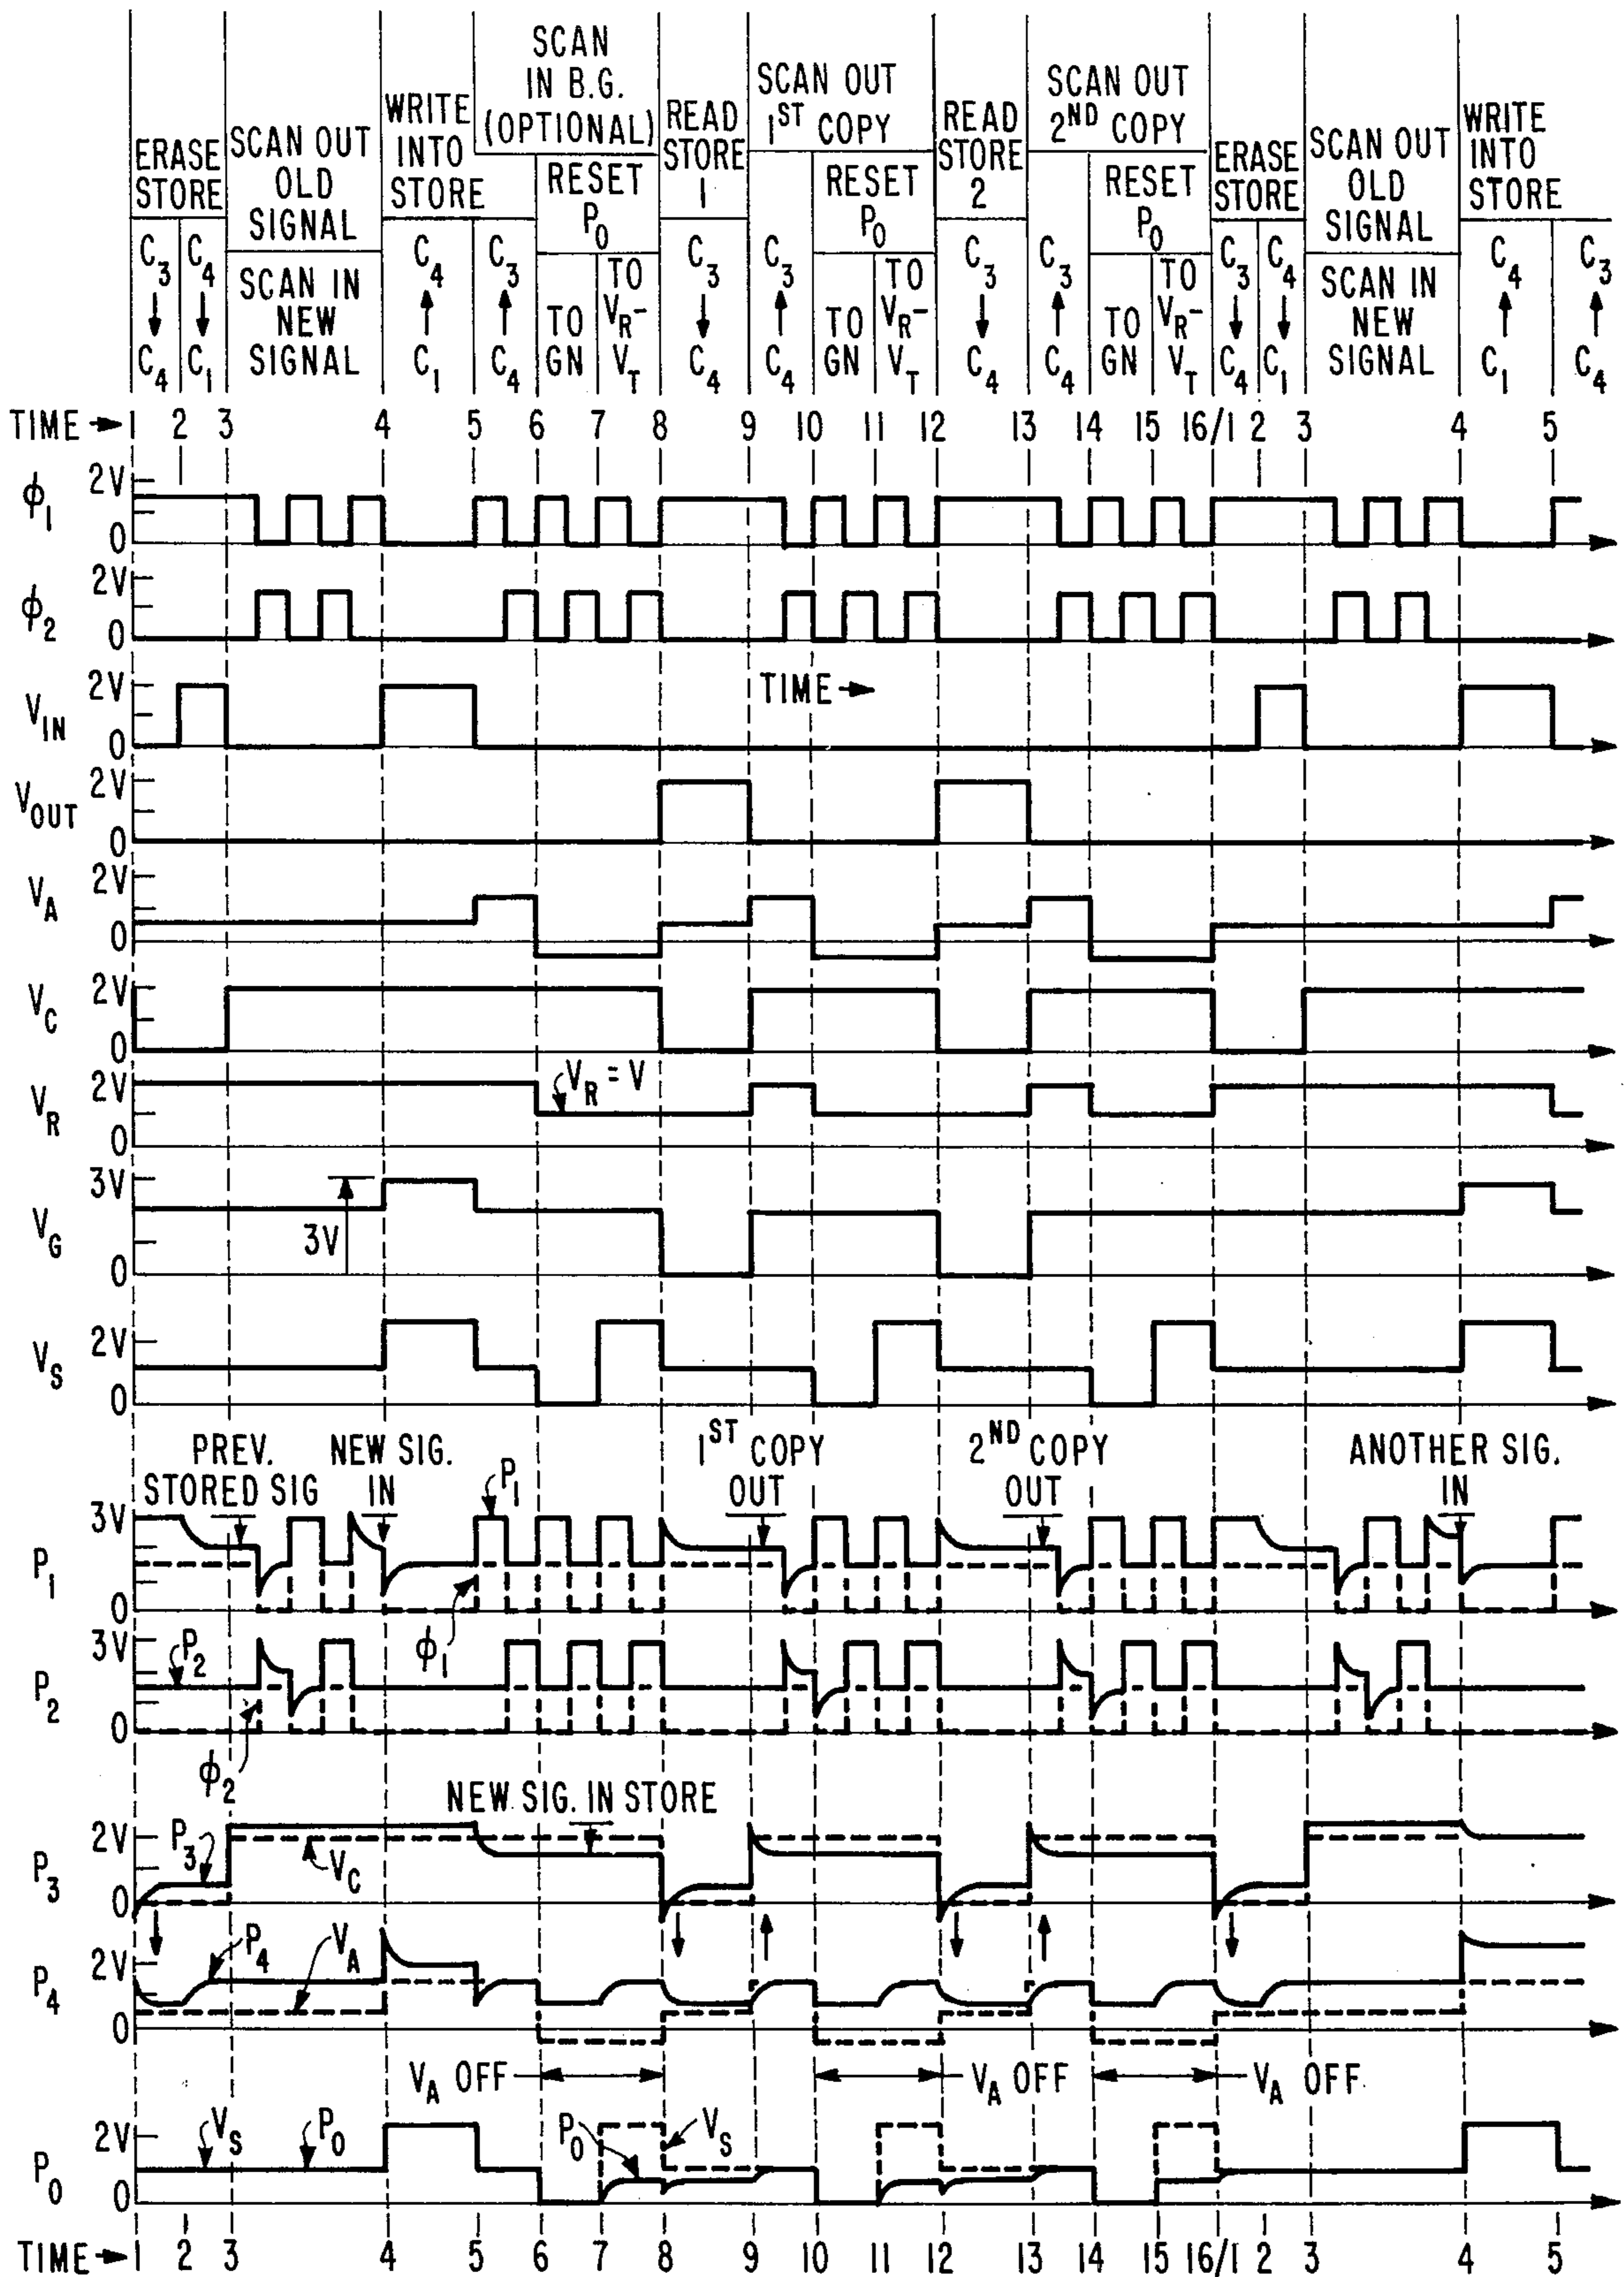 SCAN
IN B.G.
(OPTIONAL)
ERASE
STORE
SCAN OUT
OLD
SIGNAL
WRITE
INTO
STORE
RESET
P0
READ
STORE
1
SCAN OUT
1ST COPY
RESET
P0
READ
STORE
2
SCAN OUT
2ND COPY
RESET
P0
ERASE
STORE
SCAN OUT
OLD
SIGNAL
WRITE
INTO
STORE
C3 ↓ C4
C4 ↓ C1
SCAN IN
NEW
SIGNAL
C4 ↑ C1
C3 ↑ C4
TO
GN
TO
VR-
VT
C3 ↓ C4
C3 ↑ C4
TO
GN
TO
VR-
VT
C3 ↓ C4
C3 ↑ C4
TO
GN
TO
VR-
VT
C3 ↓ C4
C4 ↓ C1
SCAN IN
NEW
SIGNAL
C4 ↑ C1
C3 ↑ C4
TIME → 1 2 3 4 5 6 7 8 9 10 11 12 13 14 15 16/1 2 3 4 5
ϕ1 2V 0
ϕ2 2V 0
VIN 2V 0 TIME →
VOUT 2V 0
VA 2V 0
VC 2V 0
VR 2V 0 VR = V
VG 3V 0 3V
VS 2V 0
PREV.
STORED SIG
NEW SIG.
IN
P1
1ST COPY
OUT
2ND COPY
OUT
ANOTHER SIG.
IN
P1 3V 0 ϕ1
P2 3V 0 P2 ϕ2
NEW SIG. IN STORE
P3 2V 0 P3 VC
P4 2V 0 P4 VA
VA OFF VA OFF VA OFF
P0 2V 0 VS P0 P0 VS
TIME → 1 2 3 4 5 6 7 8 9 10 11 12 13 14 15 16/1 2 3 4 5